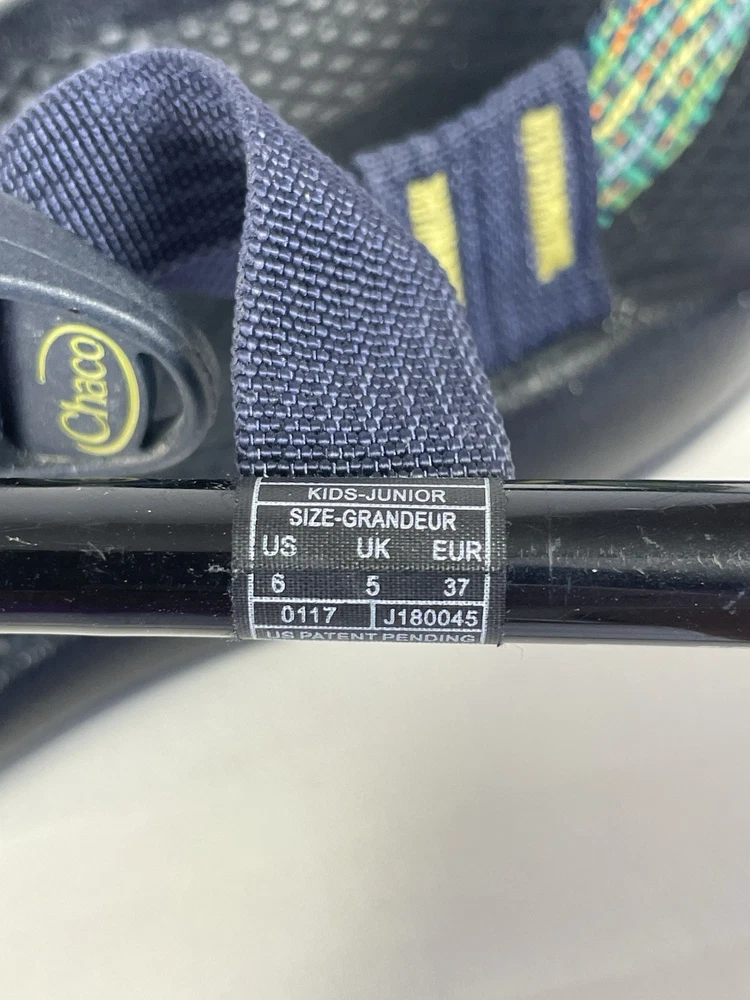 Chaco
KIDS-JUNIOR
SIZE-GRANDEUR
US UK EUR
6 5 37
0117 J180045
US PATENT PENDING